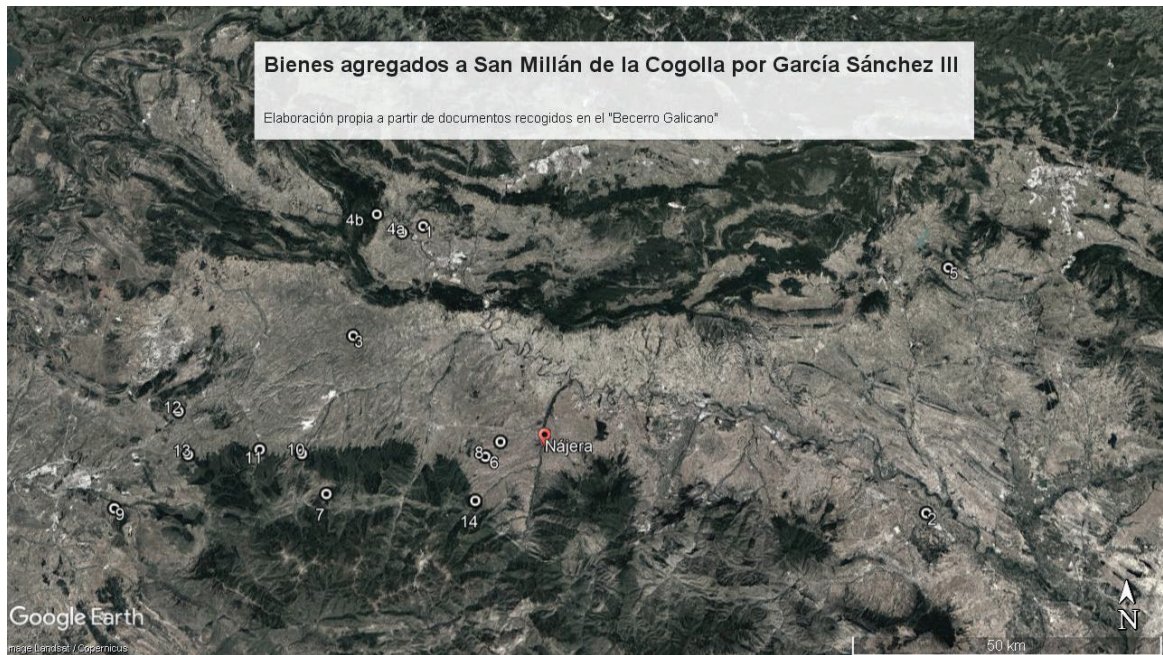 Bienes agregados a San Millán de la Cogolla por García Sánchez III
Elaboración propia a partir de documentos recogidos en el "Becerro Galicano"
4b
4a
1
5
3
12
8
6
Nájera
13
11
10
7
14
9
2
Google Earth
N
50 km
mage Landsat / Copernicus